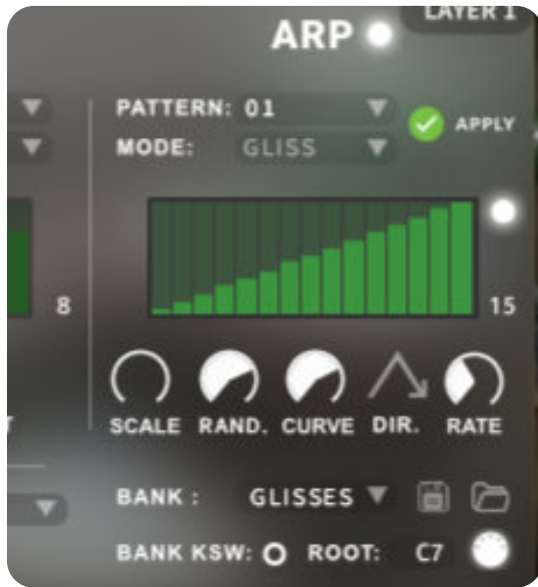 LAYER 1
ARP
PATTERN: 01
APPLY
MODE: GLISS
8
15
SCALE RAND. CURVE DIR. RATE
BANK : GLISSES
BANK KSW: ROOT: C7